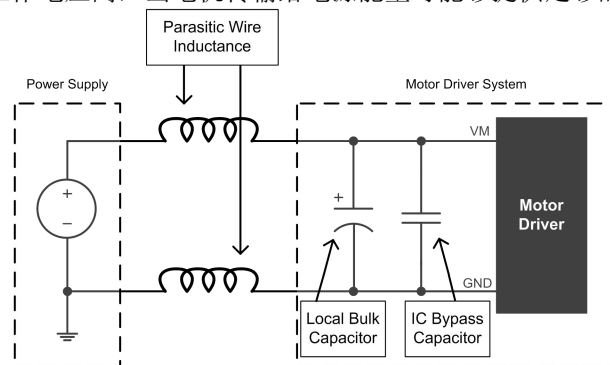 Parasitic Wire
Inductance
Power Supply
Motor Driver System
VM
+
–
+
Motor
Driver
GND
Local Bulk
Capacitor
IC Bypass
Capacitor